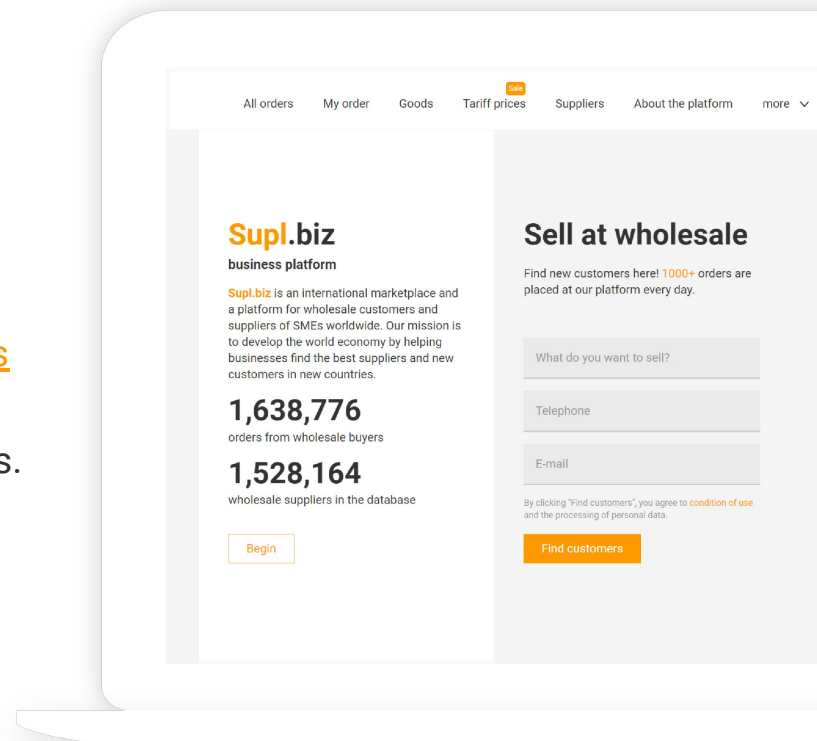 Sale
All orders My order Goods Tariff prices Suppliers About the platform more
Supl.biz
business platform
Supl.biz is an international marketplace and
a platform for wholesale customers and
suppliers of SMEs worldwide. Our mission is
to develop the world economy by helping
businesses find the best suppliers and new
customers in new countries.
1,638,776
orders from wholesale buyers
1,528,164
wholesale suppliers in the database
Begin
Sell at wholesale
Find new customers here! 1000+ orders are
placed at our platform every day.
What do you want to sell?
Telephone
E-mail
By clicking "Find customers", you agree to condition of use
and the processing of personal data.
Find customers